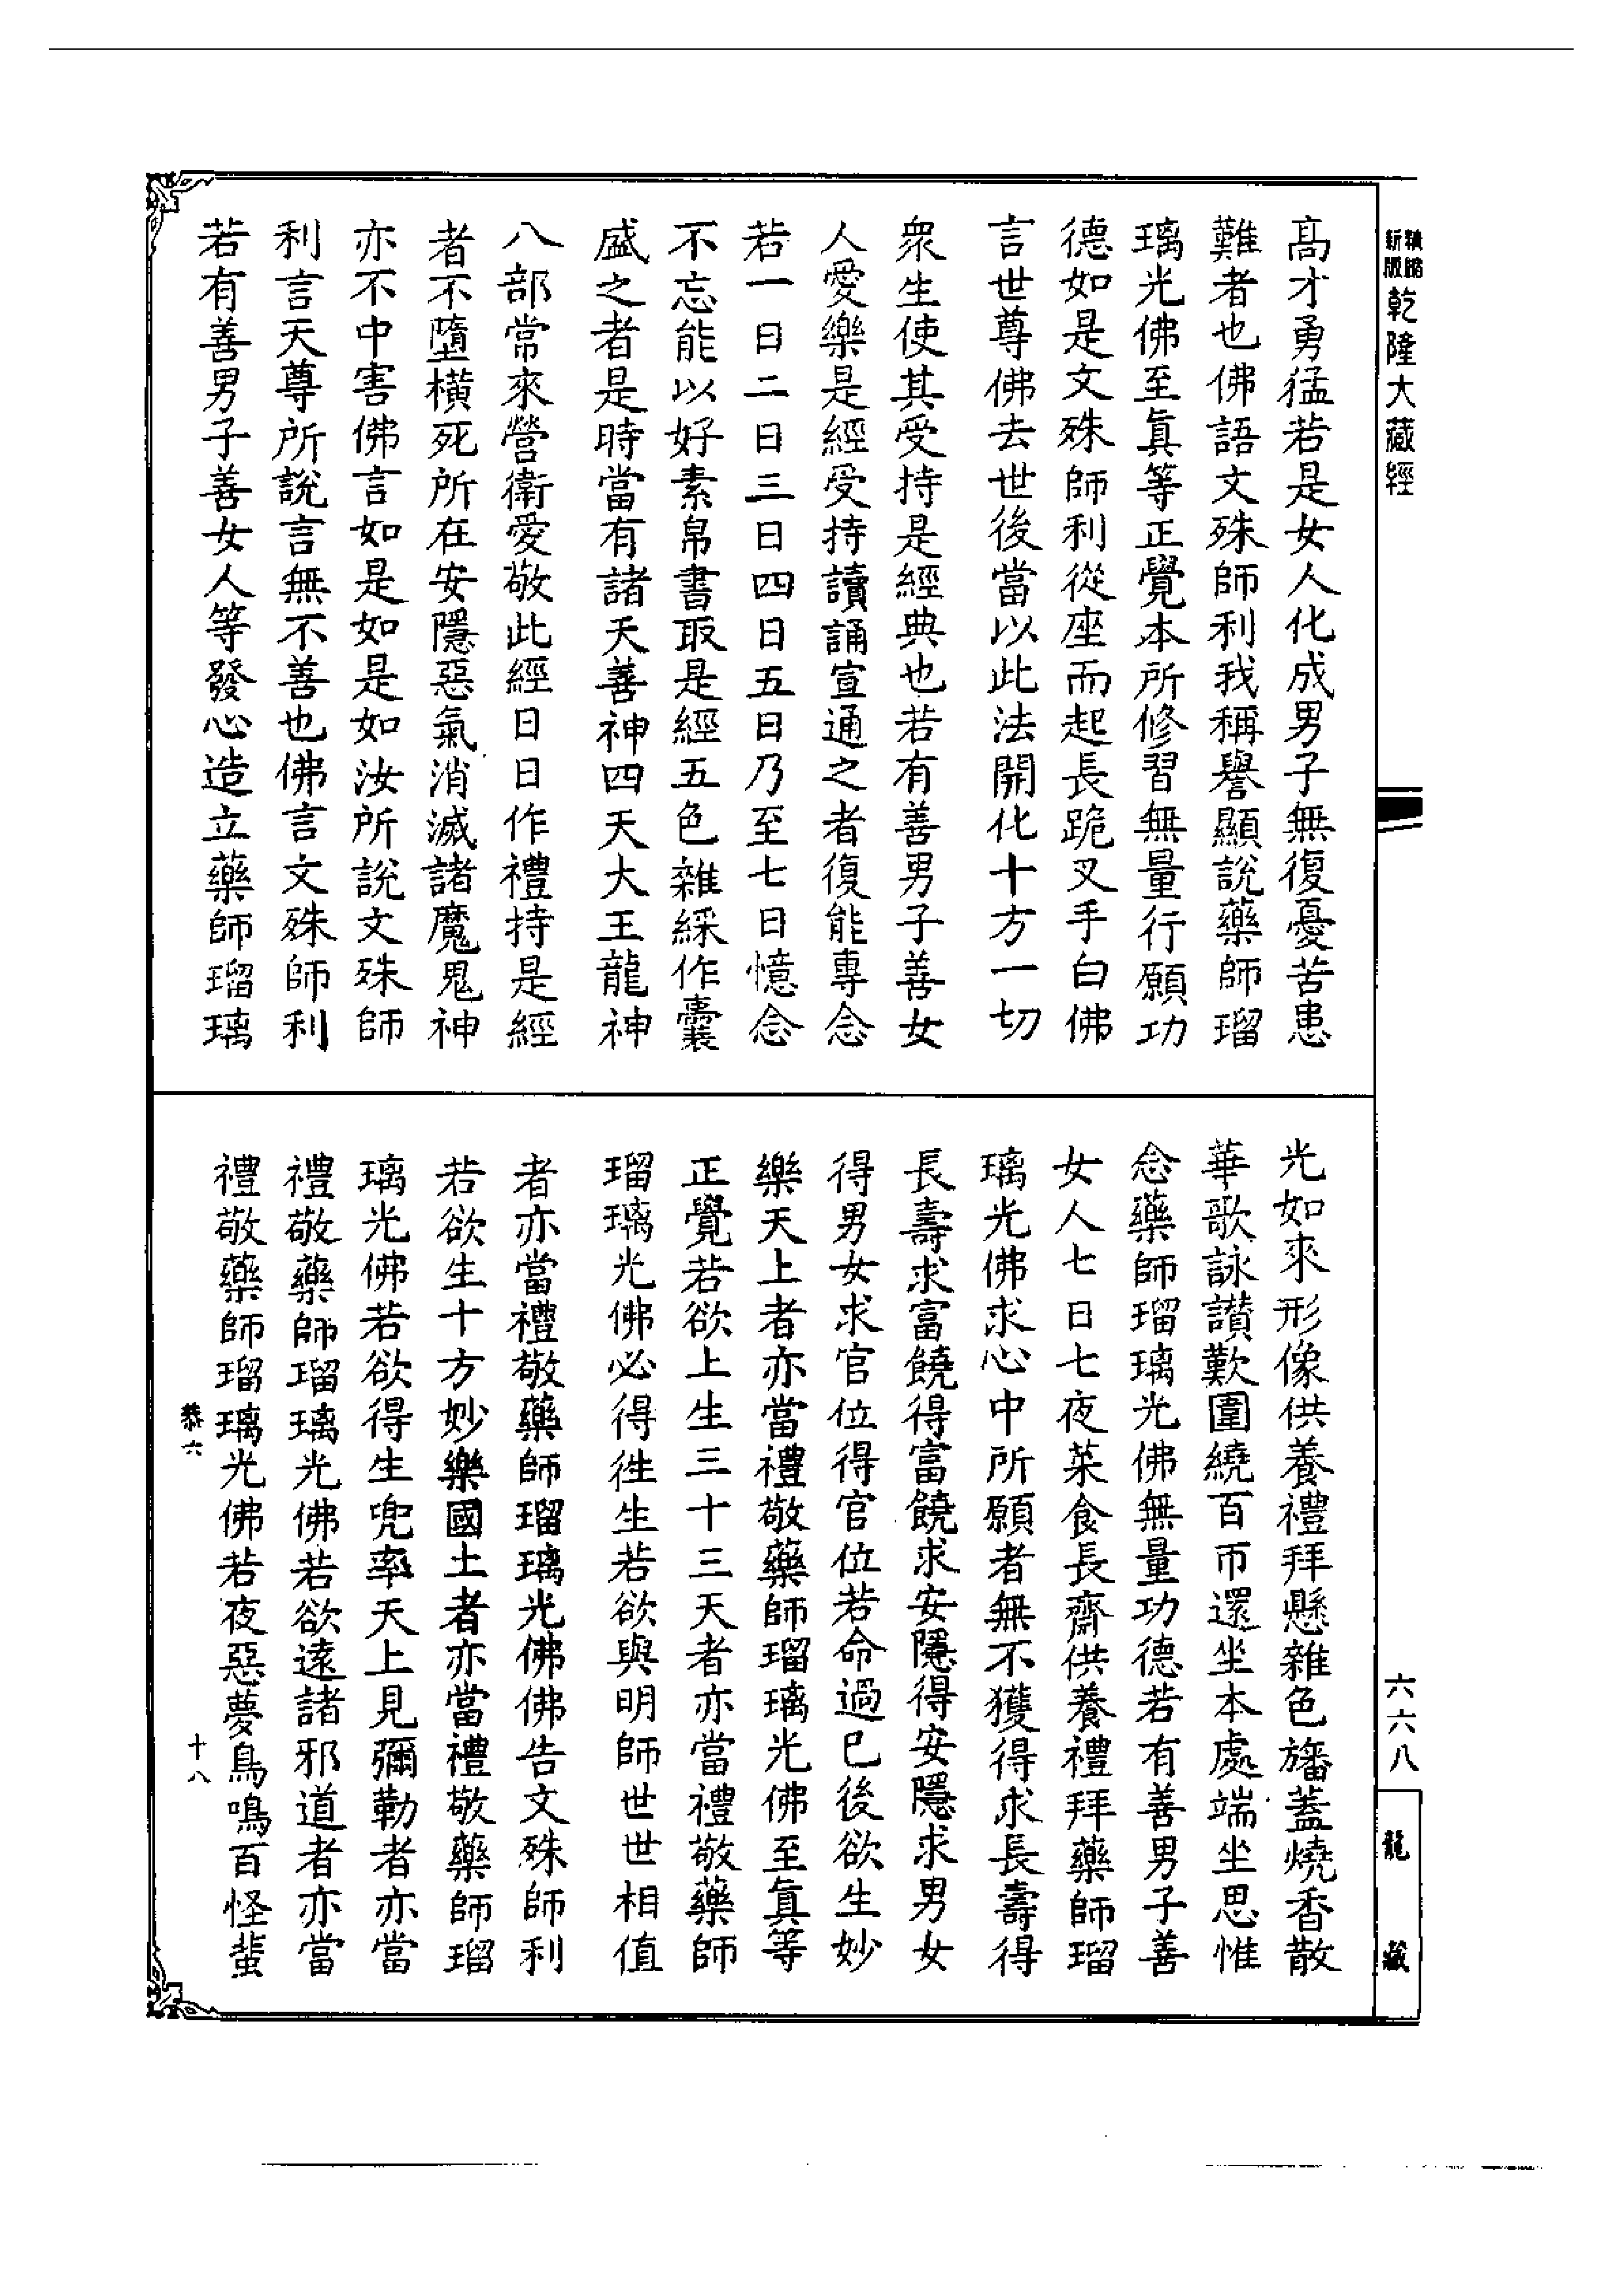 精縮新版乾隆大藏經
六六八
龍藏
高才勇猛若是女人化成男子無復憂苦患
難者也佛語文殊師利我稱譽顯說藥師瑠
璃光佛至真等正覺本所修習無量行願功
德如是文殊師利從座而起長跪叉手白佛
言世尊佛去世後當以此法開化十方一切
衆生使其受持是經典也若有善男子善女
人愛樂是經受持讀誦宣通之者復能專念
若一日二日三日四日五日乃至七日憶念
不忘能以好素帛書取是經五色雜綵作囊
盛之者是時當有諸天善神四天大王龍神
八部常來營衛愛敬此經日日作禮持是經
者不墮橫死所在安隱惡氣消滅諸魔鬼神
亦不中害佛言如是如是如汝所說文殊師
利言天尊所說言無不善也佛言文殊師利
若有善男子善女人等發心造立藥師瑠璃
光如來形像供養禮拜懸雜色旛蓋燒香散
華歌詠讚歎圍繞百帀還坐本處端坐思惟
念藥師瑠璃光佛無量功德若有善男子善
女人七日七夜菜食長齋供養禮拜藥師瑠
璃光佛求心中所願者無不獲得求長壽得
長壽求富饒得富饒求安隱得安隱求男女
得男女求官位得官位若命過已後欲生妙
樂天上者亦當禮敬藥師瑠璃光佛至真等
正覺若欲上生三十三天者亦當禮敬藥師
瑠璃光佛必得徃生若欲與明師世世相值
者亦當禮敬藥師瑠璃光佛佛告文殊師利
若欲生十方妙樂國土者亦當禮敬藥師瑠
璃光佛若欲得生兜率天上見彌勒者亦當
禮敬藥師瑠璃光佛若欲遠諸邪道者亦當
禮敬藥師瑠璃光佛若夜惡夢鳥鳴百怪蜚
恭六
十八